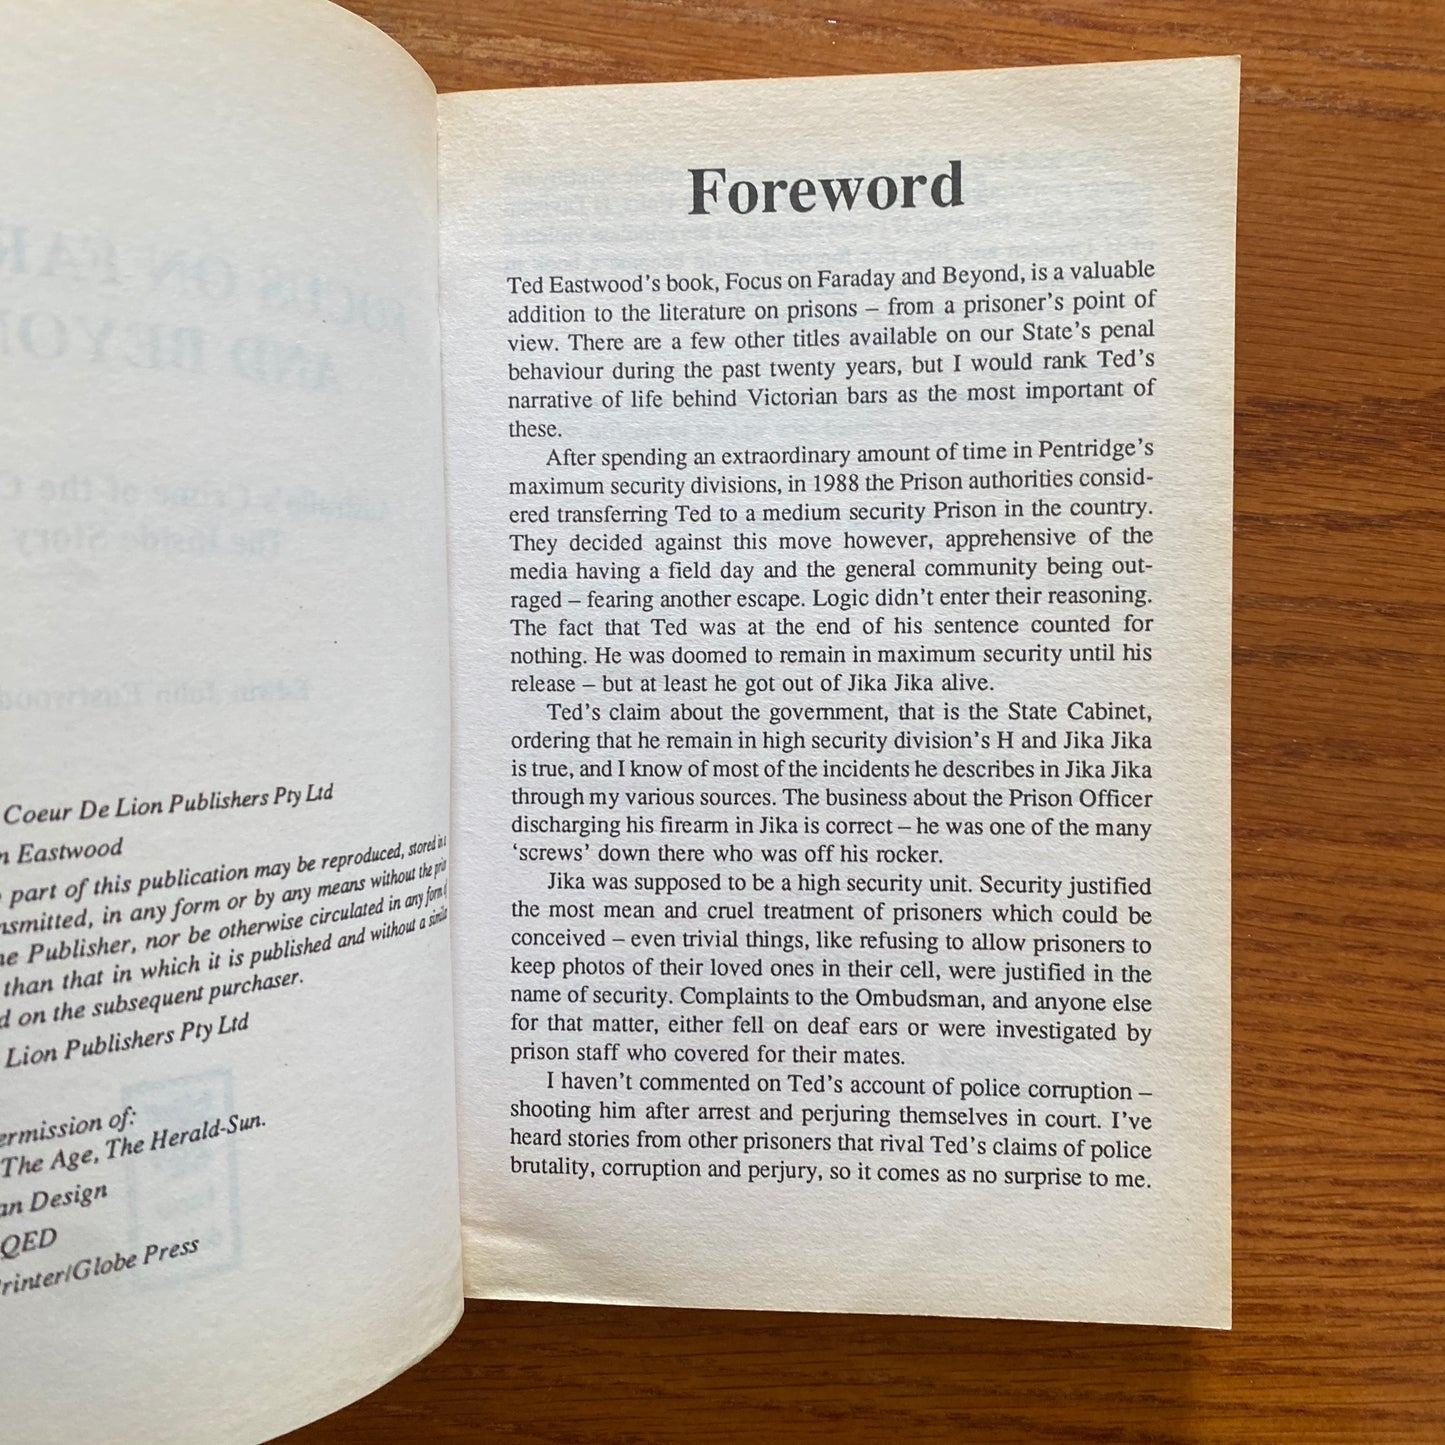 Coeur De Lion Publishers Pty Ltd
Eastwood
part of this publication may be reproduced, stored in a
in any form or by any means without the prior
Publisher, nor be otherwise circulated in any form
than that in which it is published and without a similar
on the subsequent purchaser.
Lion Publishers Pty Ltd
of:
The Age, The Herald-Sun.
Design
QED
Printer/Globe Press
Foreword
Ted Eastwood's book, Focus on Faraday and Beyond, is a valuable
addition to the literature on prisons – from a prisoner's point of
view. There are a few other titles available on our State's penal
behaviour during the past twenty years, but I would rank Ted's
narrative of life behind Victorian bars as the most important of
these.
After spending an extraordinary amount of time in Pentridge's
maximum security divisions, in 1988 the Prison authorities consid-
ered transferring Ted to a medium security Prison in the country.
They decided against this move however, apprehensive of the
media having a field day and the general community being out-
raged – fearing another escape. Logic didn't enter their reasoning.
The fact that Ted was at the end of his sentence counted for
nothing. He was doomed to remain in maximum security until his
release – but at least he got out of Jika Jika alive.
Ted's claim about the government, that is the State Cabinet,
ordering that he remain in high security division's H and Jika Jika
is true, and I know of most of the incidents he describes in Jika Jika
through my various sources. The business about the Prison Officer
discharging his firearm in Jika is correct – he was one of the many
'screws' down there who was off his rocker.
Jika was supposed to be a high security unit. Security justified
the most mean and cruel treatment of prisoners which could be
conceived – even trivial things, like refusing to allow prisoners to
keep photos of their loved ones in their cell, were justified in the
name of security. Complaints to the Ombudsman, and anyone else
for that matter, either fell on deaf ears or were investigated by
prison staff who covered for their mates.
I haven't commented on Ted's account of police corruption –
shooting him after arrest and perjuring themselves in court. I've
heard stories from other prisoners that rival Ted's claims of police
brutality, corruption and perjury, so it comes as no surprise to me.